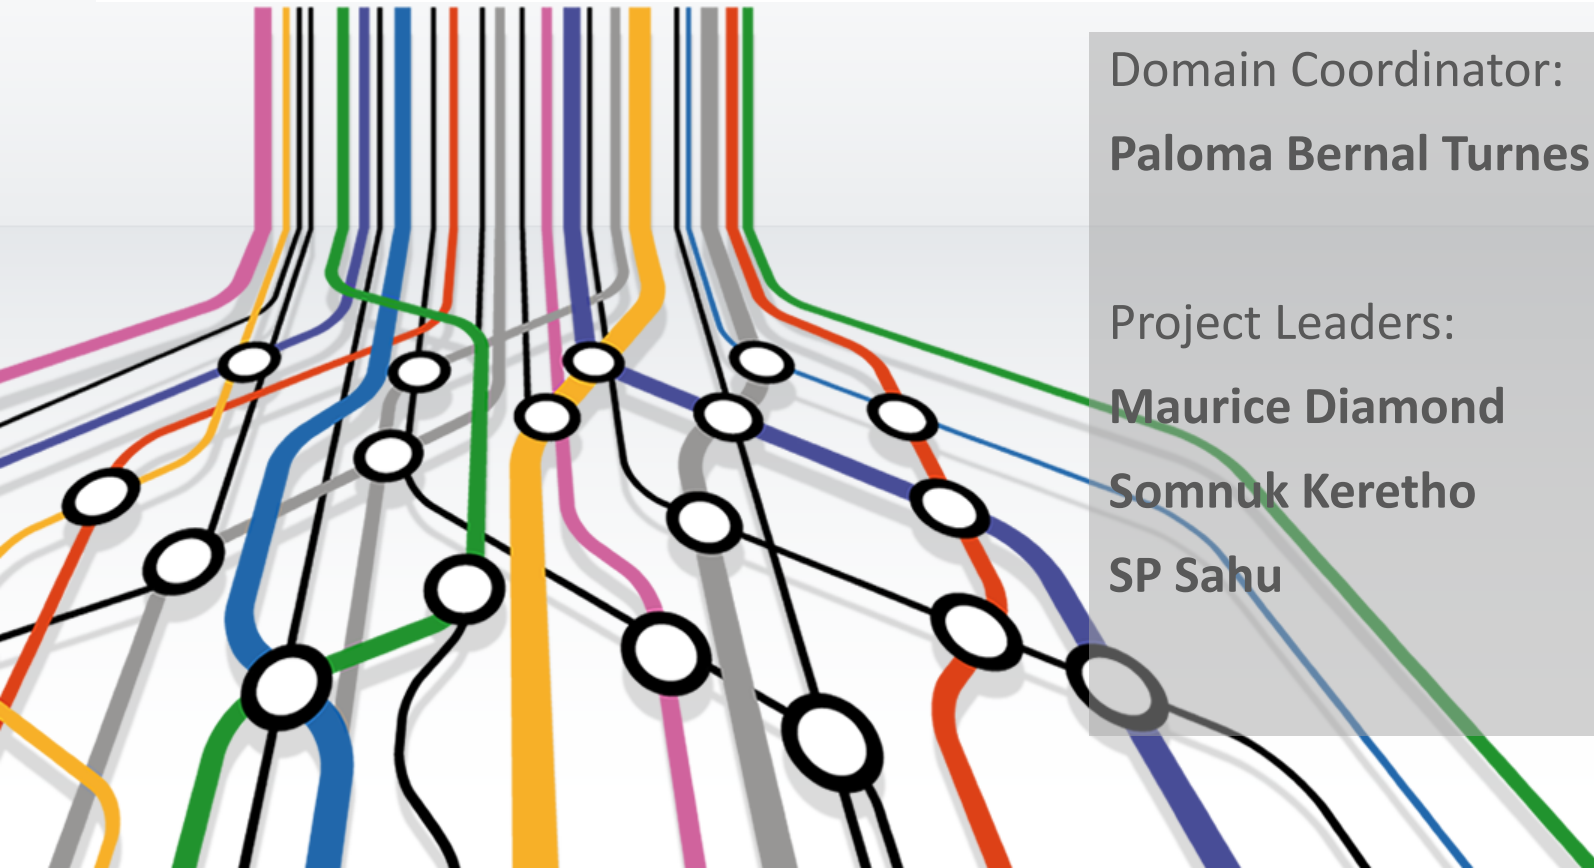 Domain Coordinator:
Paloma Bernal Turnes
Project Leaders:
Maurice Diamond
Somnuk Keretho
SP Sahu